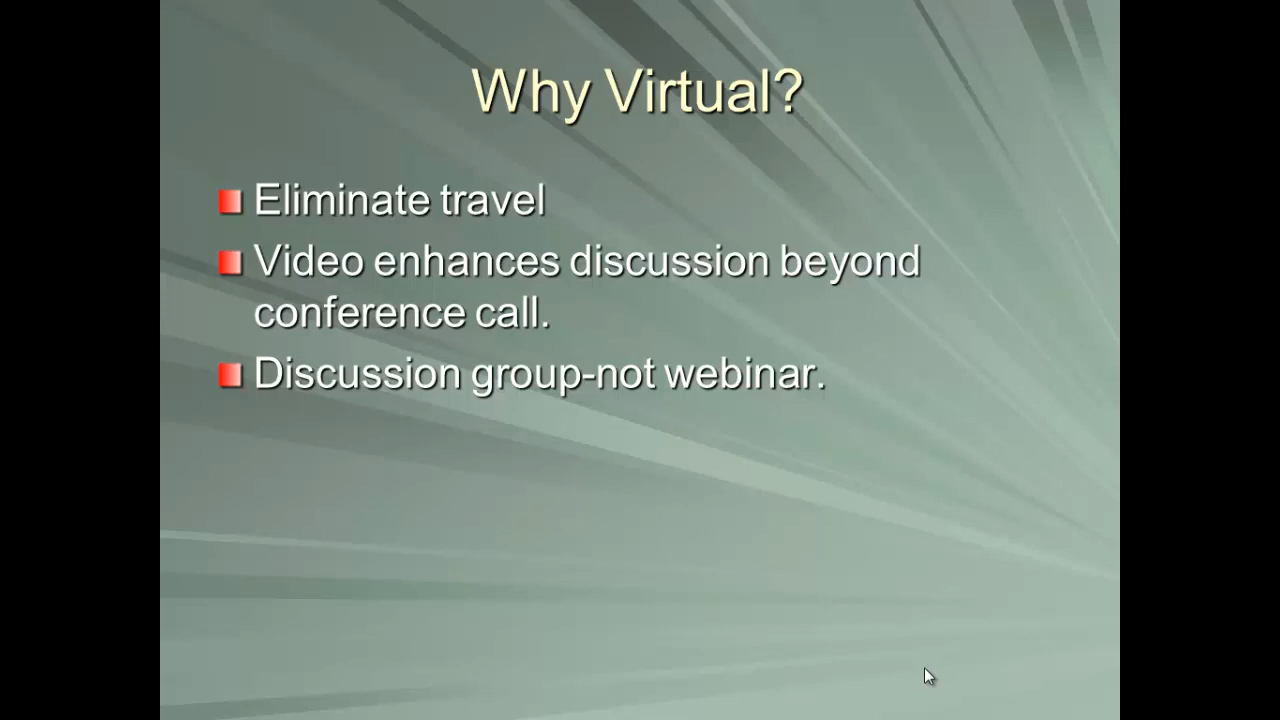 Why Virtual?
Eliminate travel
Video enhances discussion beyond
conference call.
Discussion group-not webinar.